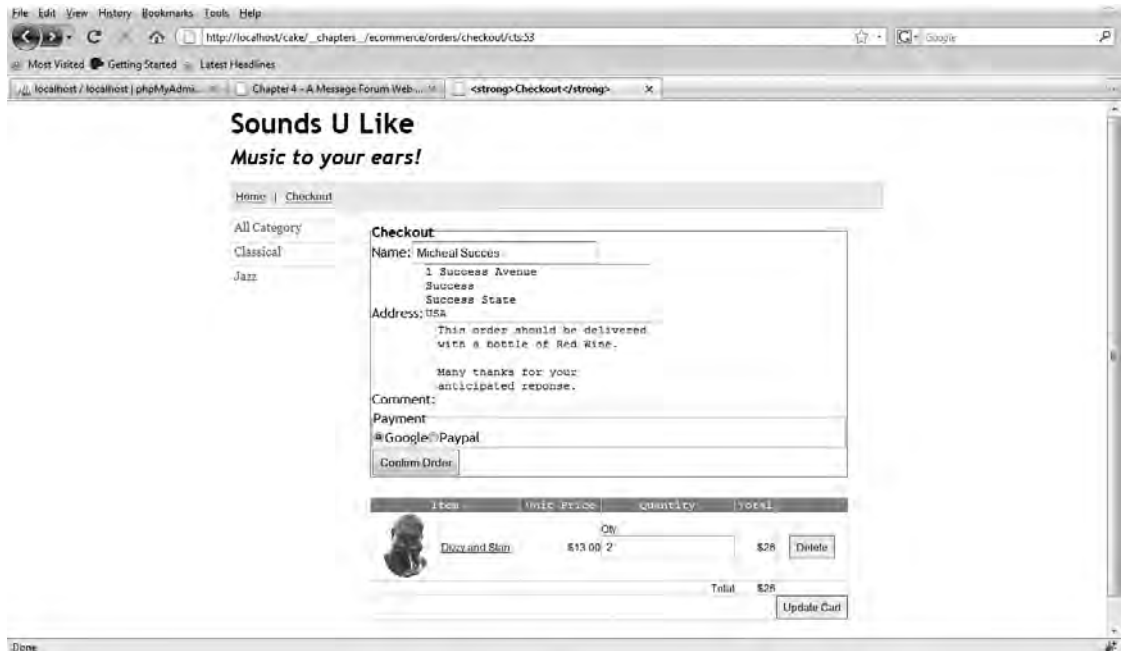 File Edit View History Bookmarks Tools Help
http://localhost/cake/_chapters_/ecommerce/orders/checkout/cts:53
Google
Most Visited Getting Started Latest Headlines
localhost / localhost | phpMyAdmi...
Chapter 4 - A Message Forum Web ...
<strong>Checkout</strong>
Sounds U Like
Music to your ears!
Home | Checkout
All Category
Classical
Jazz
Checkout
Name: Micheal Succes
1 Success Avenue
Success
Success State
Address: USA
This order should be delivered
with a bottle of Red Wine.
Many thanks for your
anticipated reponse.
Comment:
Payment
Google Paypal
Confirm Order
Item Unit Price Quantity Total
Qty
Dizzy and Stan $13.00 2 $26 Delete
Total $26
Update Cart
Done